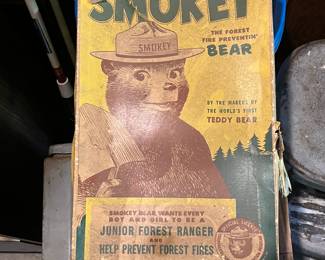 SMOKEY
THE FOREST
FIRE PREVENTIN'
BEAR
SMOKEY
BY THE MAKERS OF
THE WORLD'S FIRST
TEDDY BEAR
SMOKEY BEAR WANTS EVERY
BOY AND GIRL TO BE A
JUNIOR FOREST RANGER
AND
HELP PREVENT FOREST FIRES